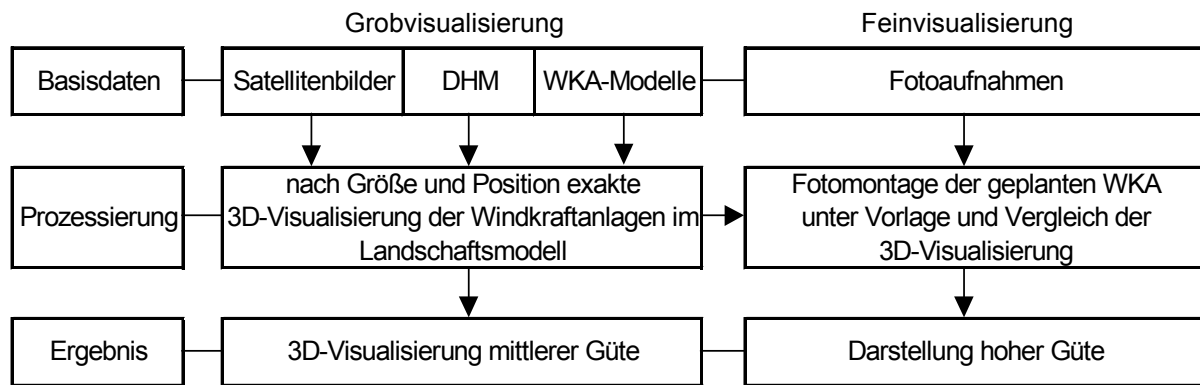 Grobvisualisierung
Feinvisualisierung
Basisdaten
Satellitenbilder
DHM
WKA-Modelle
Fotoaufnahmen
Prozessierung
nach Größe und Position exakte
3D-Visualisierung der Windkraftanlagen im
Landschaftsmodell
Fotomontage der geplanten WKA
unter Vorlage und Vergleich der
3D-Visualisierung
Ergebnis
3D-Visualisierung mittlerer Güte
Darstellung hoher Güte